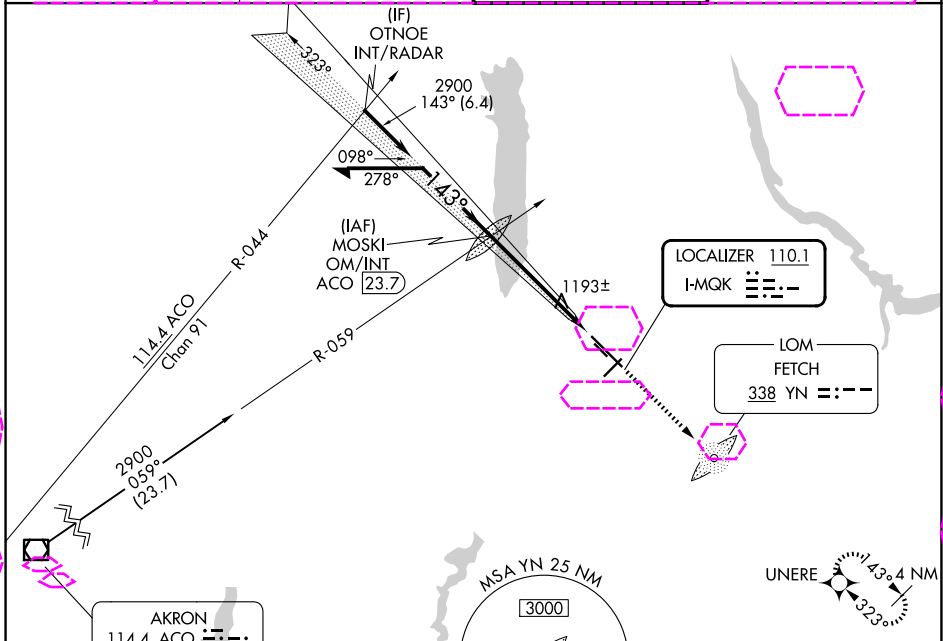 (IF)
OTNOE
INT/RADAR
323°
2900
143° (6.4)
098°
278°
143°
(IAF)
MOSKI
OM/INT
ACO 23.7
R-044
1193±
LOCALIZER 110.1
I-MQK
114.4 ACO
Chan 91
R-059
LOM
FETCH
338 YN
2900
059°
(23.7)
MSA YN 25 NM
3000
UNERE
143°
4 NM
323°
AKRON
114.4 ACO